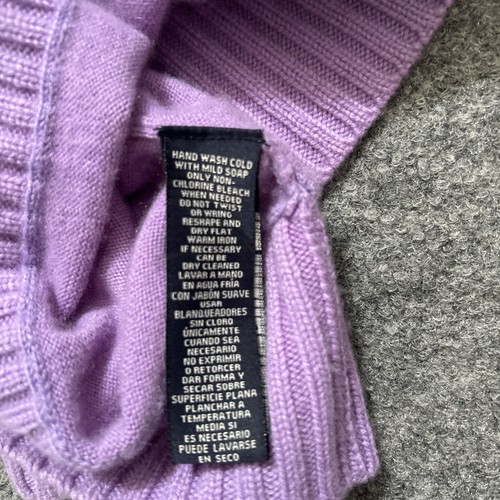 HAND WASH COLD
WITH MILD SOAP
ONLY NON-
CHLORINE BLEACH
WHEN NEEDED
DO NOT TWIST
OR WRING
RESHAPE AND
DRY FLAT
WARM IRON
IF NECESSARY
CAN BE
DRY CLEANED
LAVAR A MANO
EN AGUA FRÍA
CON JABÓN SUAVE
USAR
BLANQUEADORES
SIN CLORO
ÚNICAMENTE
CUANDO SEA
NECESARIO
NO EXPRIMIR
O RETORCER
DAR FORMA Y
SECAR SOBRE
SUPERFICIE PLANA
PLANCHAR A
TEMPERATURA
MEDIA SI
ES NECESARIO
PUEDE LAVARSE
EN SECO